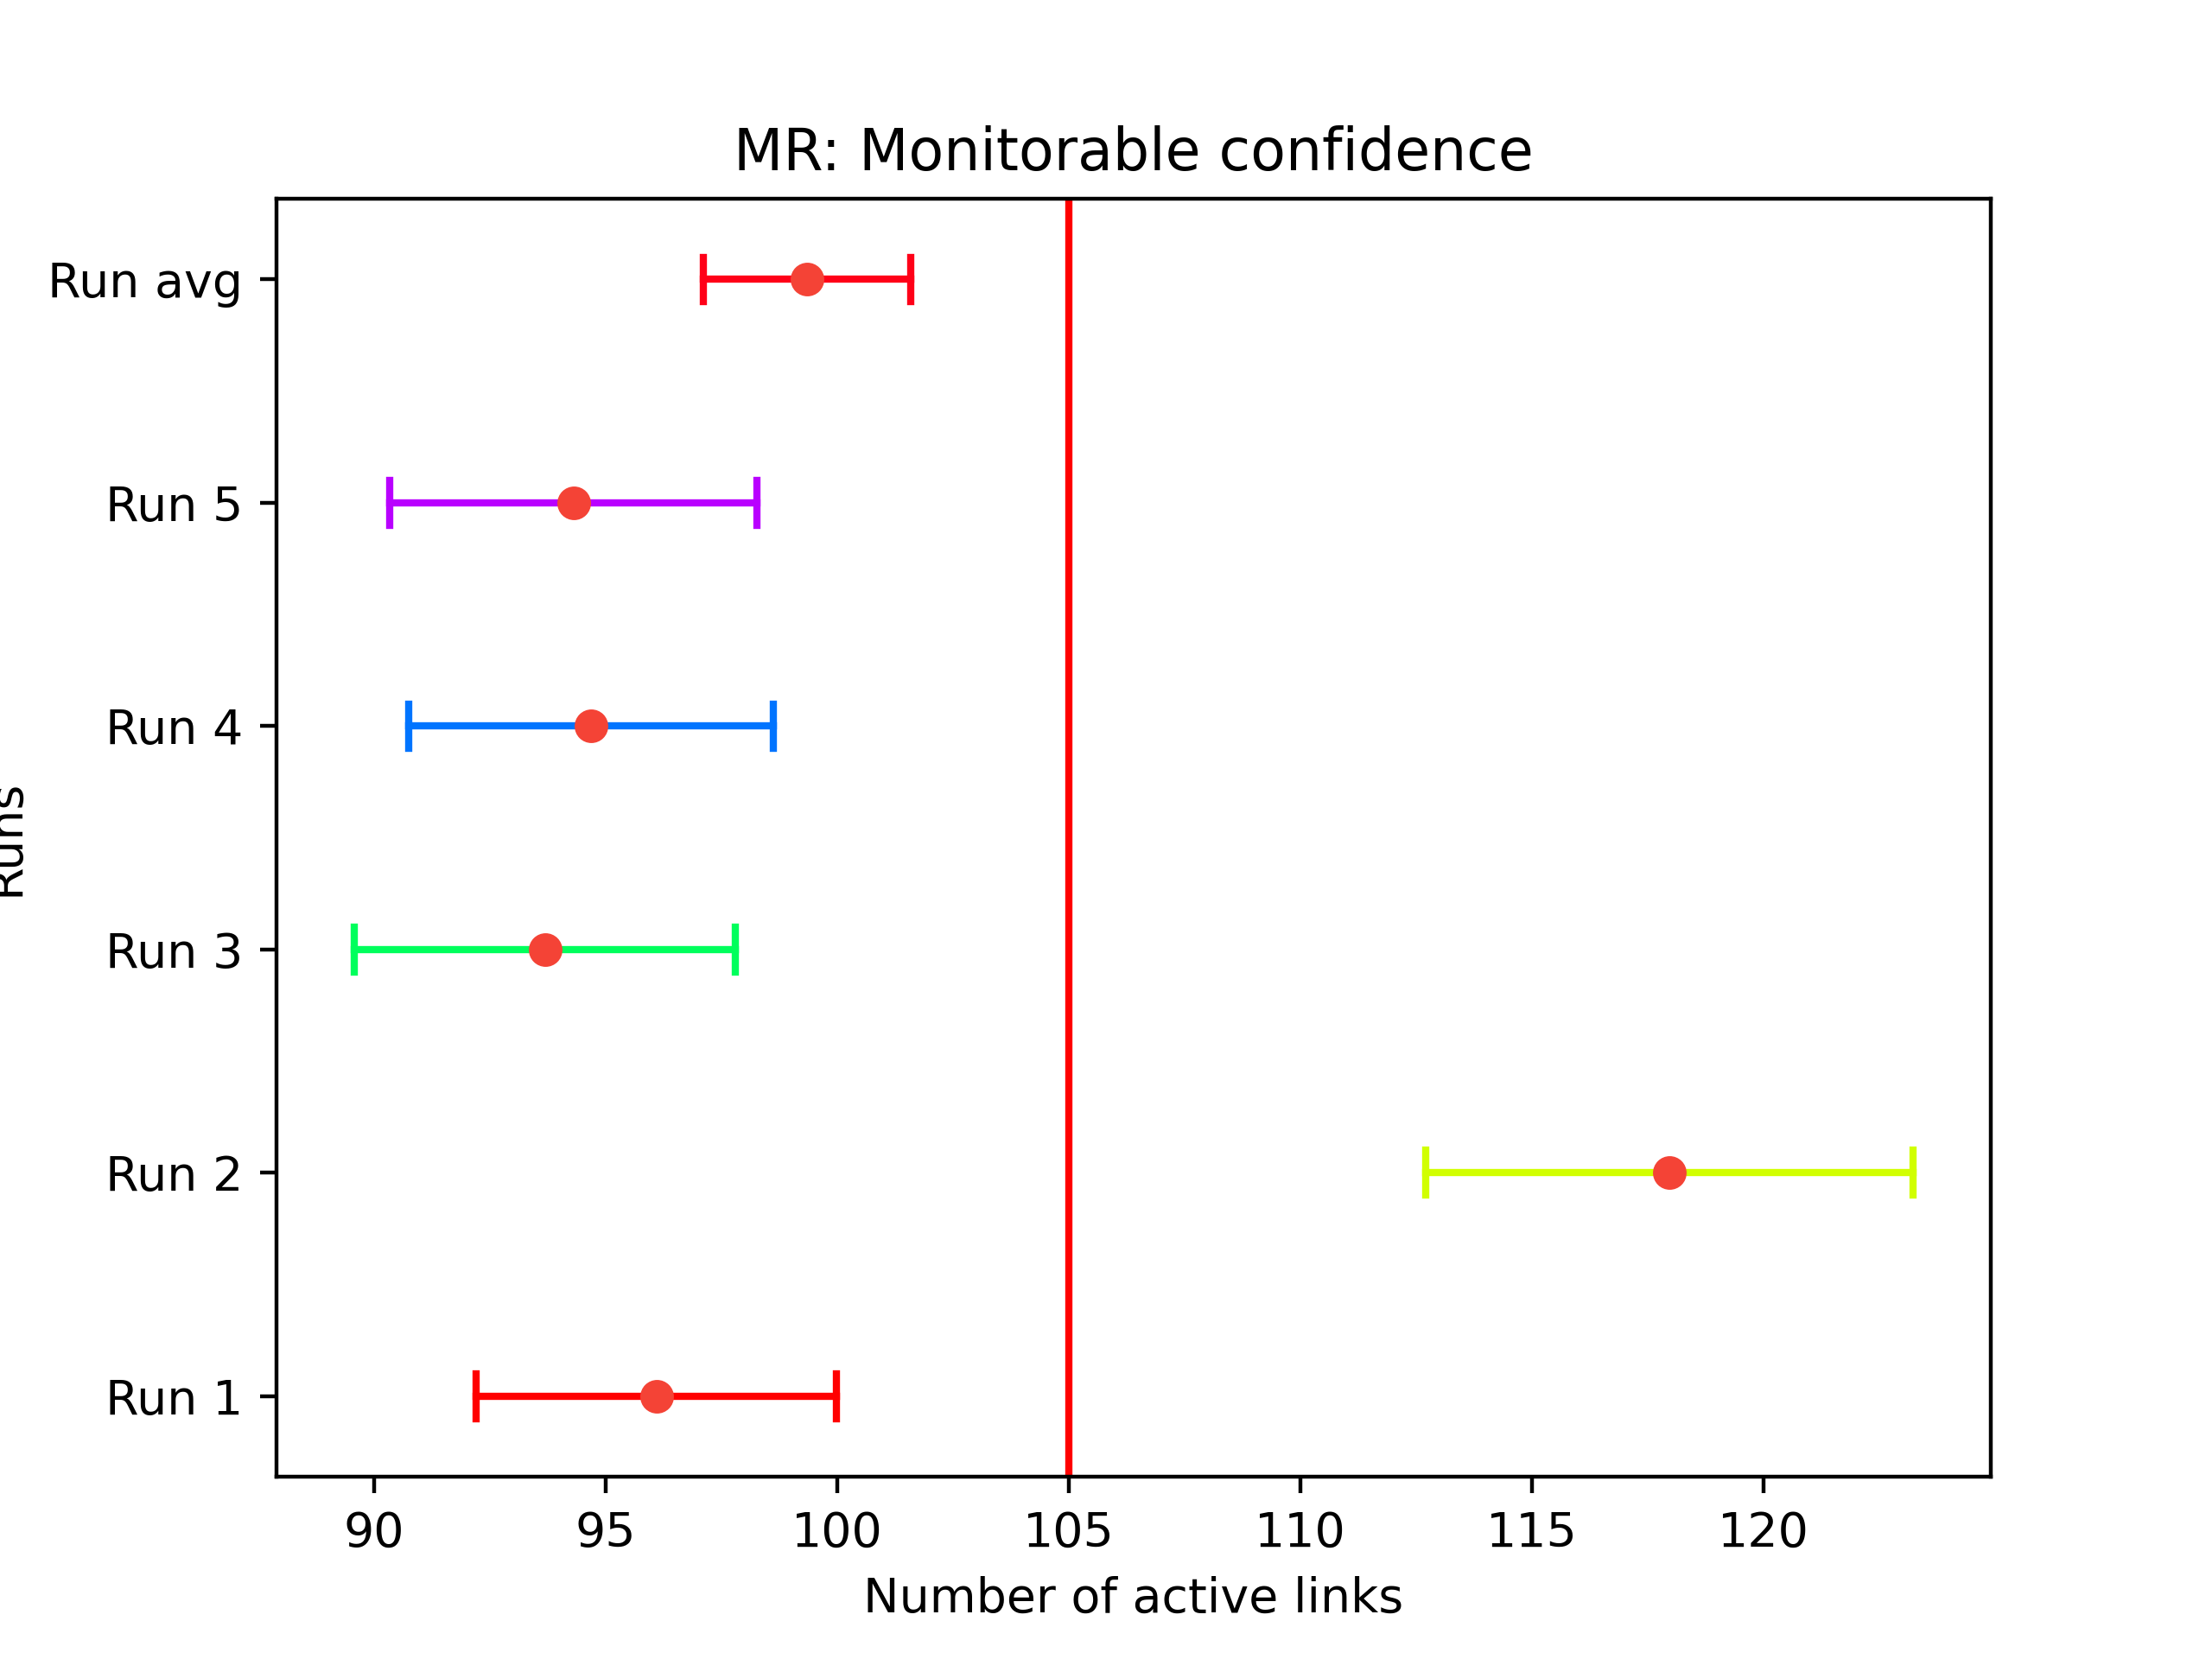 MR: Monitorable confidence
Run avg
Run 5
Run 4
Runs
Run 3
Run 2
Run 1
90 95 100 105 110 115 120
Number of active links